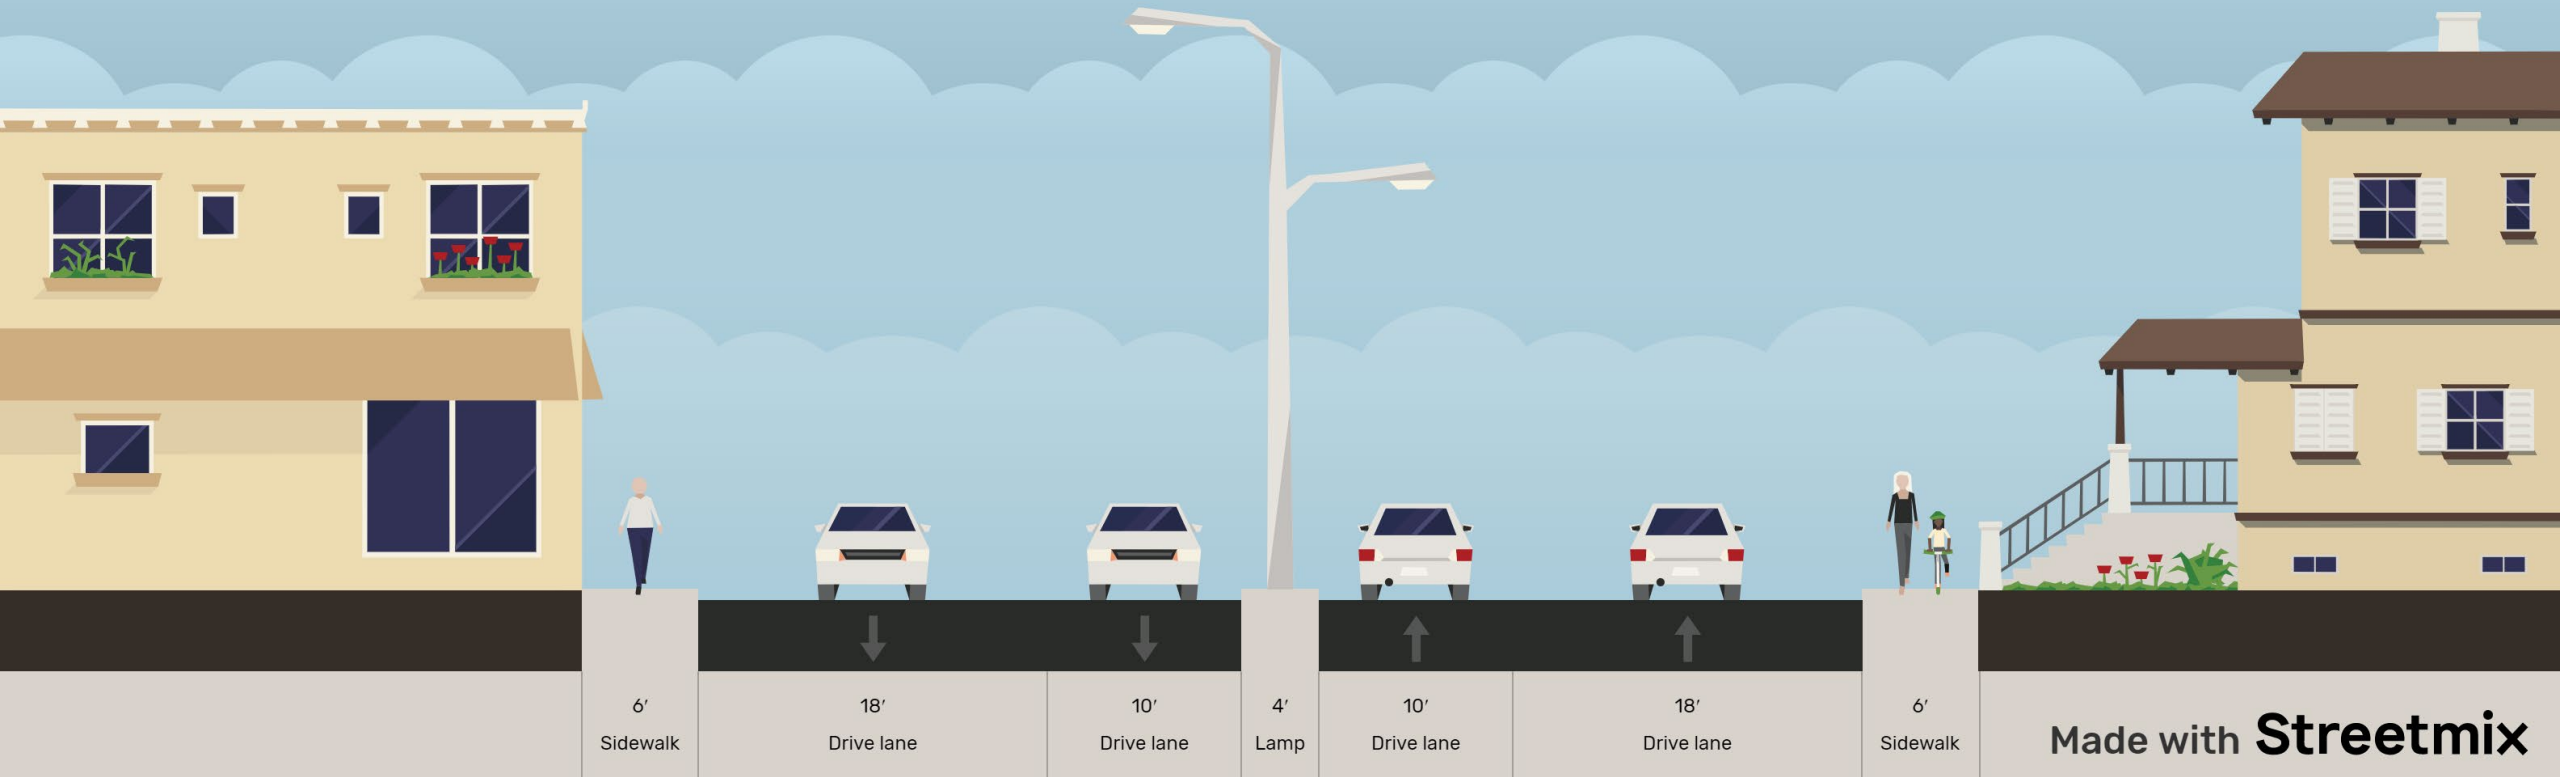 6′
Sidewalk
18′
Drive lane
10′
Drive lane
4′
Lamp
10′
Drive lane
18′
Drive lane
6′
Sidewalk
Made with Streetmix